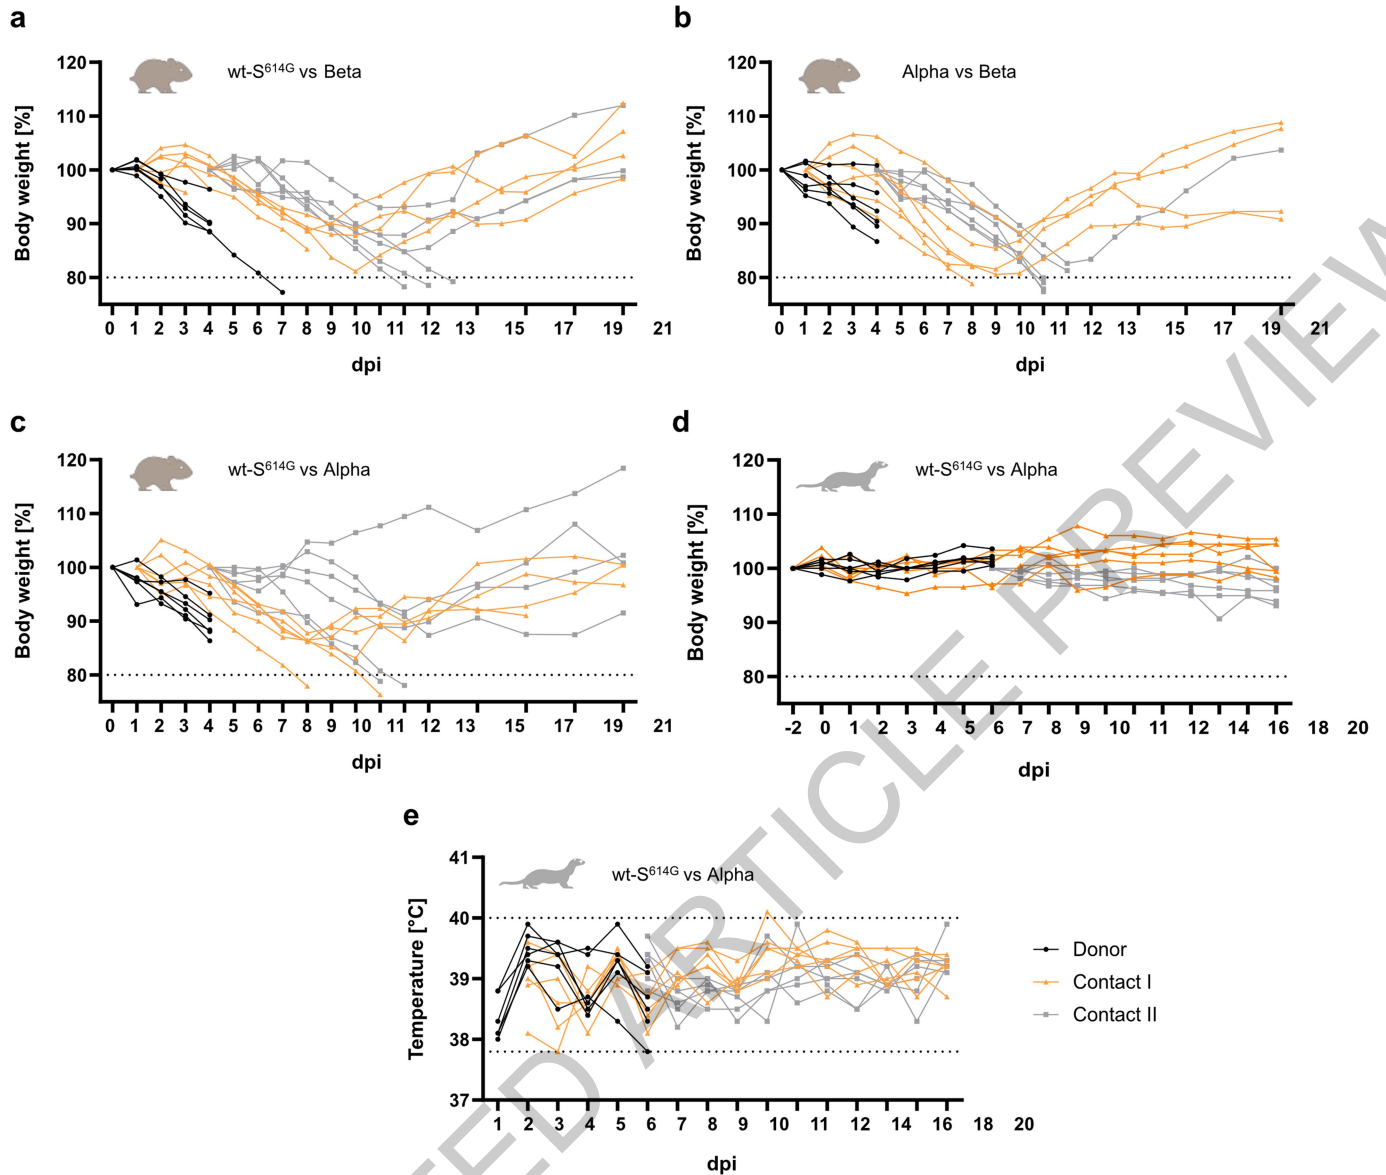 a
wt-S614G vs Beta
120
110
100
90
80
Body weight [%]
0 1 2 3 4 5 6 7 8 9 10 11 12 13 15 17 19 21
dpi
b
Alpha vs Beta
120
110
100
90
80
Body weight [%]
0 1 2 3 4 5 6 7 8 9 10 11 12 13 15 17 19 21
dpi
c
wt-S614G vs Alpha
120
110
100
90
80
Body weight [%]
0 1 2 3 4 5 6 7 8 9 10 11 12 13 15 17 19 21
dpi
d
wt-S614G vs Alpha
120
110
100
90
80
Body weight [%]
-2 0 1 2 3 4 5 6 7 8 9 10 11 12 14 16 18 20
dpi
e
wt-S614G vs Alpha
41
40
39
38
37
Temperature [°C]
1 2 3 4 5 6 7 8 9 10 11 12 14 16 18 20
dpi
Donor
Contact I
Contact II
ED ARTICLE PREVIEW